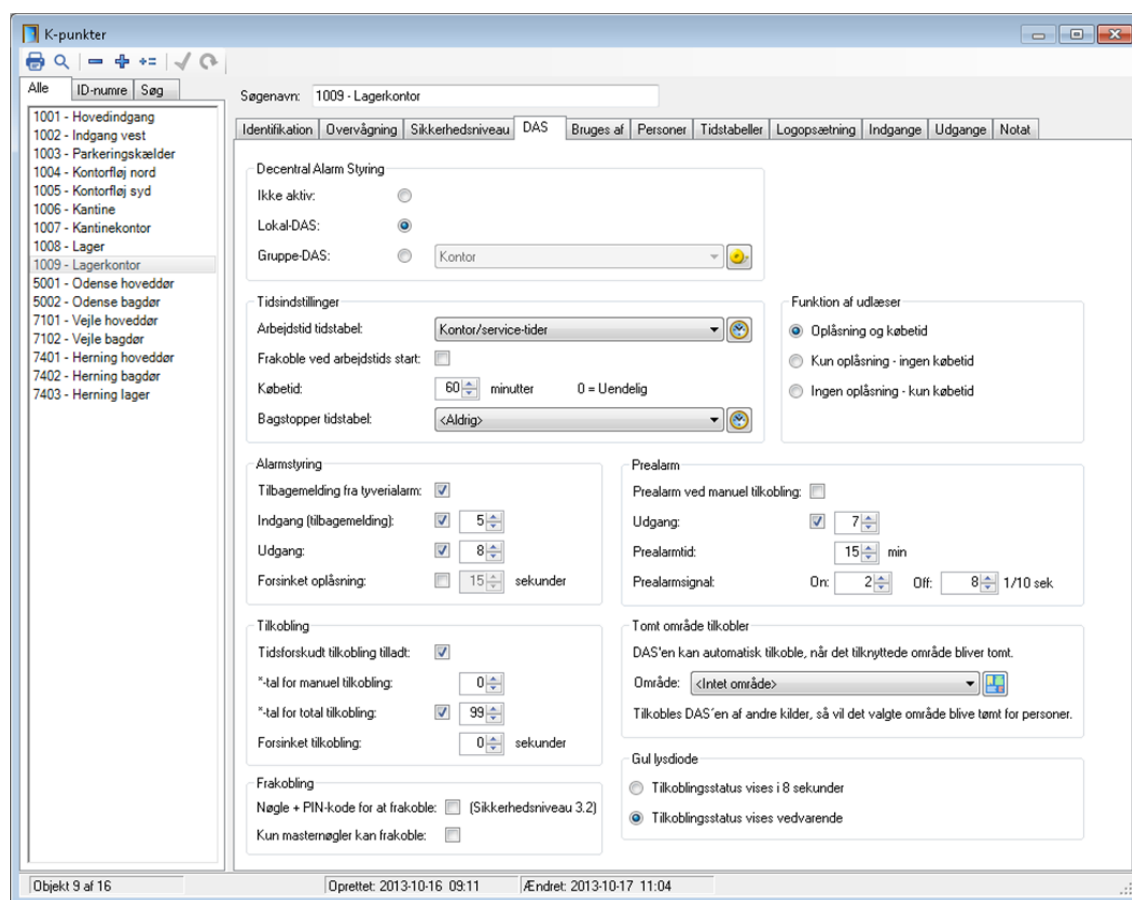 K-punkter
Alle ID-numre Søg
1001 - Hovedindgang
1002 - Indgang vest
1003 - Parkeringskælder
1004 - Kontorfløj nord
1005 - Kontorfløj syd
1006 - Kantine
1007 - Kantinekontor
1008 - Lager
1009 - Lagerkontor
5001 - Odense hoveddør
5002 - Odense bagdør
7101 - Vejle hoveddør
7102 - Vejle bagdør
7401 - Herning hoveddør
7402 - Herning bagdør
7403 - Herning lager
Søgenavn: 1009 - Lagerkontor
Identifikation Overvågning Sikkerhedsniveau DAS Bruges af Personer Tidstabeller Logopsætning Indgange Udgange Notat
Decentral Alarm Styring
Ikke aktiv:
Lokal-DAS:
Gruppe-DAS: Kontor
Tidsindstillinger
Arbejdstid tidstabel: Kontor/service-tider
Frakoble ved arbejdstids start:
Købetid: 60 minutter 0 = Uendelig
Bagstopper tidstabel: <Aldrig>
Funktion af udlæser
Oplåsning og købetid
Kun oplåsning - ingen købetid
Ingen oplåsning - kun købetid
Alarmstyring
Tilbagemelding fra tyverialarm:
Indgang (tilbagemelding): 5
Udgang: 8
Forsinket oplåsning: 15 sekunder
Prealarm
Prealarm ved manuel tilkobling:
Udgang: 7
Prealarmtid: 15 min
Prealarmsignal: On: 2 Off: 8 1/10 sek
Tilkobling
Tidsforskudt tilkobling tilladt:
*-tal for manuel tilkobling: 0
*-tal for total tilkobling: 99
Forsinket tilkobling: 0 sekunder
Tomt område tilkobler
DAS'en kan automatisk tilkoble, når det tilknyttede område bliver tomt.
Område: <Intet område>
Tilkobles DAS´en af andre kilder, så vil det valgte område blive tømt for personer.
Frakobling
Nøgle + PIN-kode for at frakoble: (Sikkerhedsniveau 3.2)
Kun masternøgler kan frakoble:
Gul lysdiode
Tilkoblingsstatus vises i 8 sekunder
Tilkoblingsstatus vises vedvarende
Objekt 9 af 16 Oprettet: 2013-10-16 09:11 Ændret: 2013-10-17 11:04